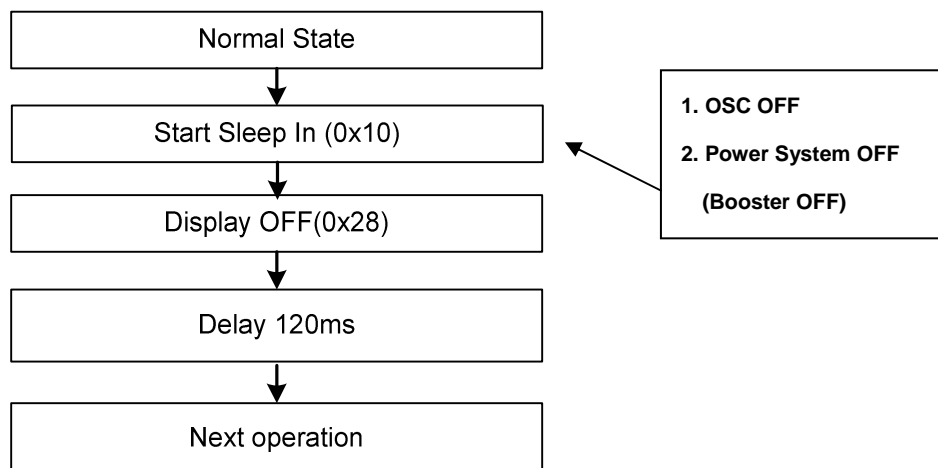 Normal State
Start Sleep In (0x10)
Display OFF(0x28)
Delay 120ms
Next operation
1. OSC OFF
2. Power System OFF
(Booster OFF)